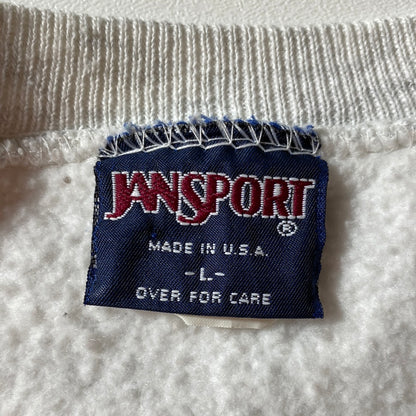 JANSPORT®
MADE IN U.S.A.
-L-
OVER FOR CARE